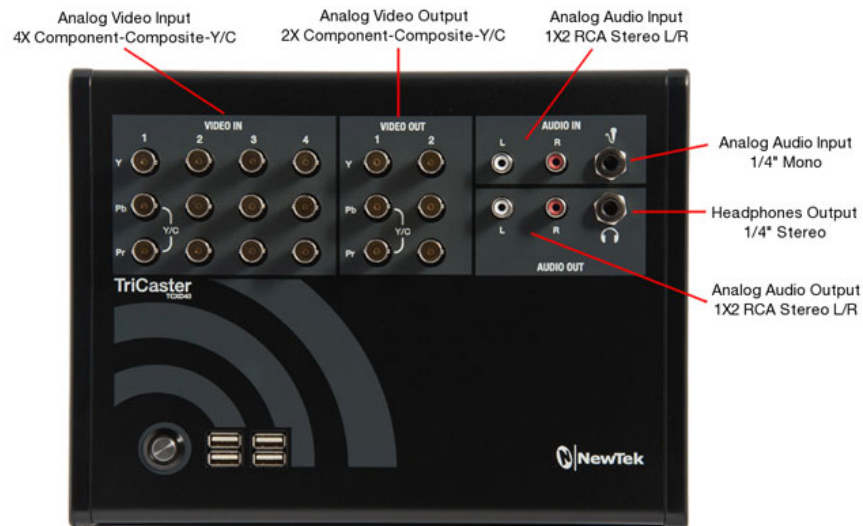 Analog Video Input
4X Component-Composite-Y/C
Analog Video Output
2X Component-Composite-Y/C
Analog Audio Input
1X2 RCA Stereo L/R
VIDEO IN
1 2 3 4
Y
Pb
Y/C
Pr
VIDEO OUT
1 2
Y
Pb
Y/C
Pr
AUDIO IN
L R
L R
AUDIO OUT
Analog Audio Input
1/4" Mono
Headphones Output
1/4" Stereo
Analog Audio Output
1X2 RCA Stereo L/R
TriCaster
TCXD40
NewTek